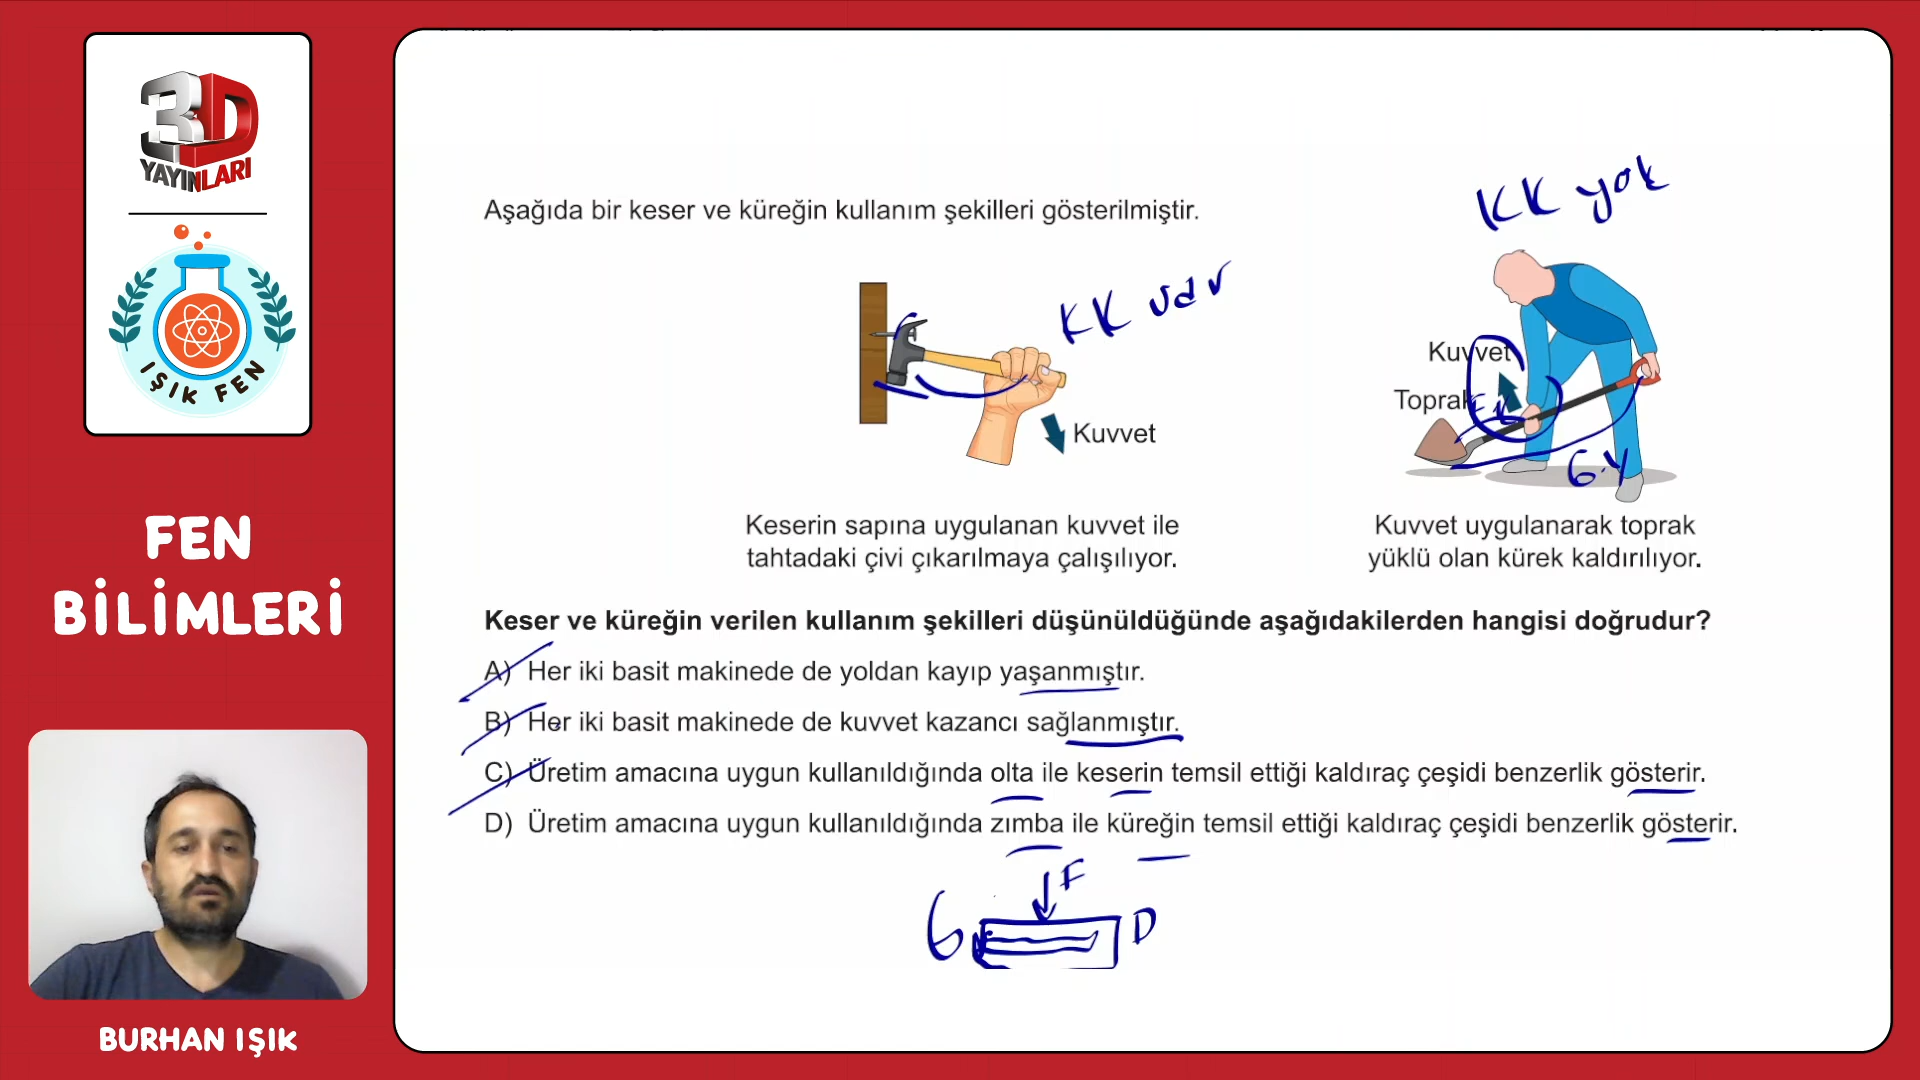 3D
YAYINLARI
IŞIK FEN
FEN
BİLİMLERİ
BURHAN IŞIK
Aşağıda bir keser ve küreğin kullanım şekilleri gösterilmiştir.
KK var
KK yok
Kuvvet
Keserin sapına uygulanan kuvvet ile
tahtadaki çivi çıkarılmaya çalışılıyor.
Kuvvet
Toprak
G.Y
Kuvvet uygulanarak toprak
yüklü olan kürek kaldırılıyor.
Keser ve küreğin verilen kullanım şekilleri düşünüldüğünde aşağıdakilerden hangisi doğrudur?
A) Her iki basit makinede de yoldan kayıp yaşanmıştır.
B) Her iki basit makinede de kuvvet kazancı sağlanmıştır.
C) Üretim amacına uygun kullanıldığında olta ile keserin temsil ettiği kaldıraç çeşidi benzerlik gösterir.
D) Üretim amacına uygun kullanıldığında zımba ile küreğin temsil ettiği kaldıraç çeşidi benzerlik gösterir.
F
G
D